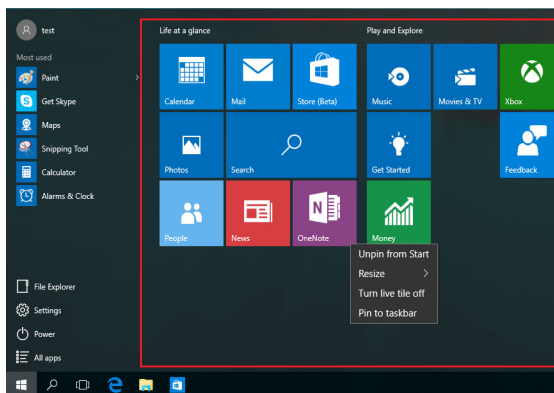 test
Most used
Paint
Get Skype
Maps
Snipping Tool
Calculator
Alarms & Clock
File Explorer
Settings
Power
All apps
Life at a glance
Calendar
Mail
Store (Beta)
Photos
Search
People
News
OneNote
Play and Explore
Music
Movies & TV
Xbox
Get Started
Feedback
Money
Unpin from Start
Resize
Turn live tile off
Pin to taskbar